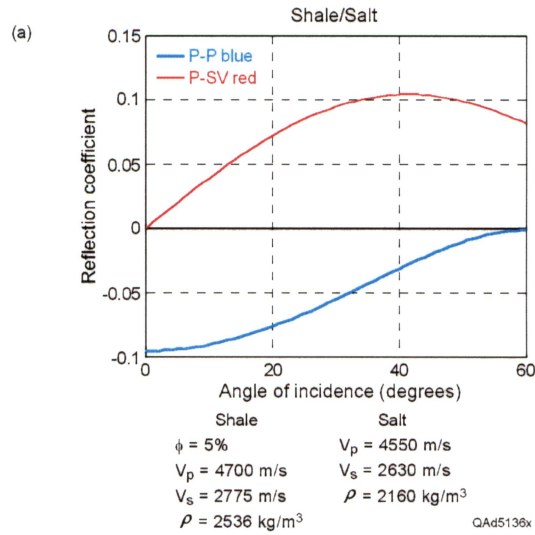 (a)
Shale/Salt
0.15
P-P blue
P-SV red
0.1
0.05
0
-0.05
-0.1
Reflection coefficient
0 20 40 60
Angle of incidence (degrees)
Shale Salt
ϕ = 5% Vp = 4550 m/s
Vp = 4700 m/s Vs = 2630 m/s
Vs = 2775 m/s ρ = 2160 kg/m³
ρ = 2536 kg/m³
QAd5136x